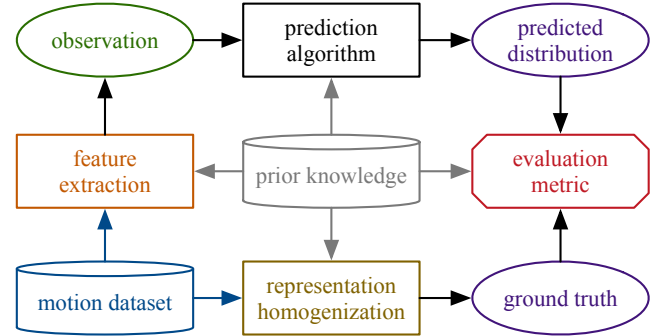 observation
prediction
algorithm
predicted
distribution
feature
extraction
prior knowledge
evaluation
metric
motion dataset
representation
homogenization
ground truth